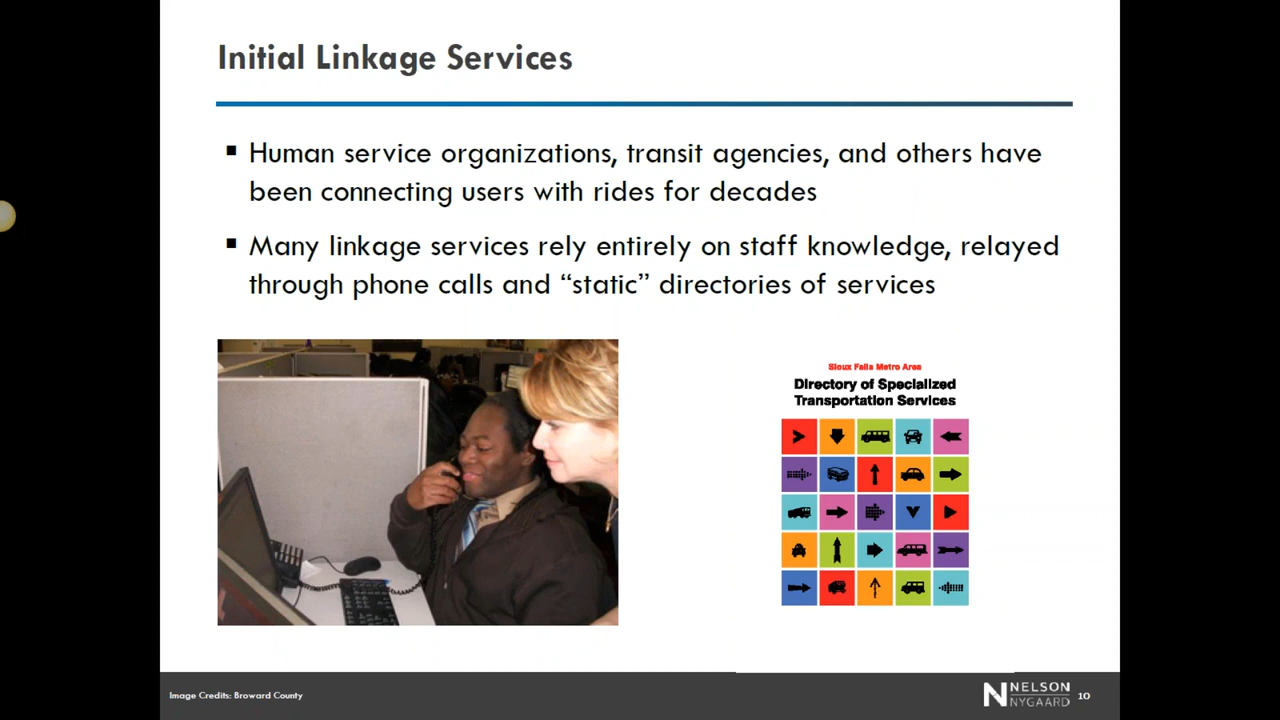 Initial Linkage Services
▪ Human service organizations, transit agencies, and others have
been connecting users with rides for decades
▪ Many linkage services rely entirely on staff knowledge, relayed
through phone calls and “static” directories of services
Sioux Falls Metro Area
Directory of Specialized
Transportation Services
Image Credits: Broward County
NELSON
NYGAARD
10